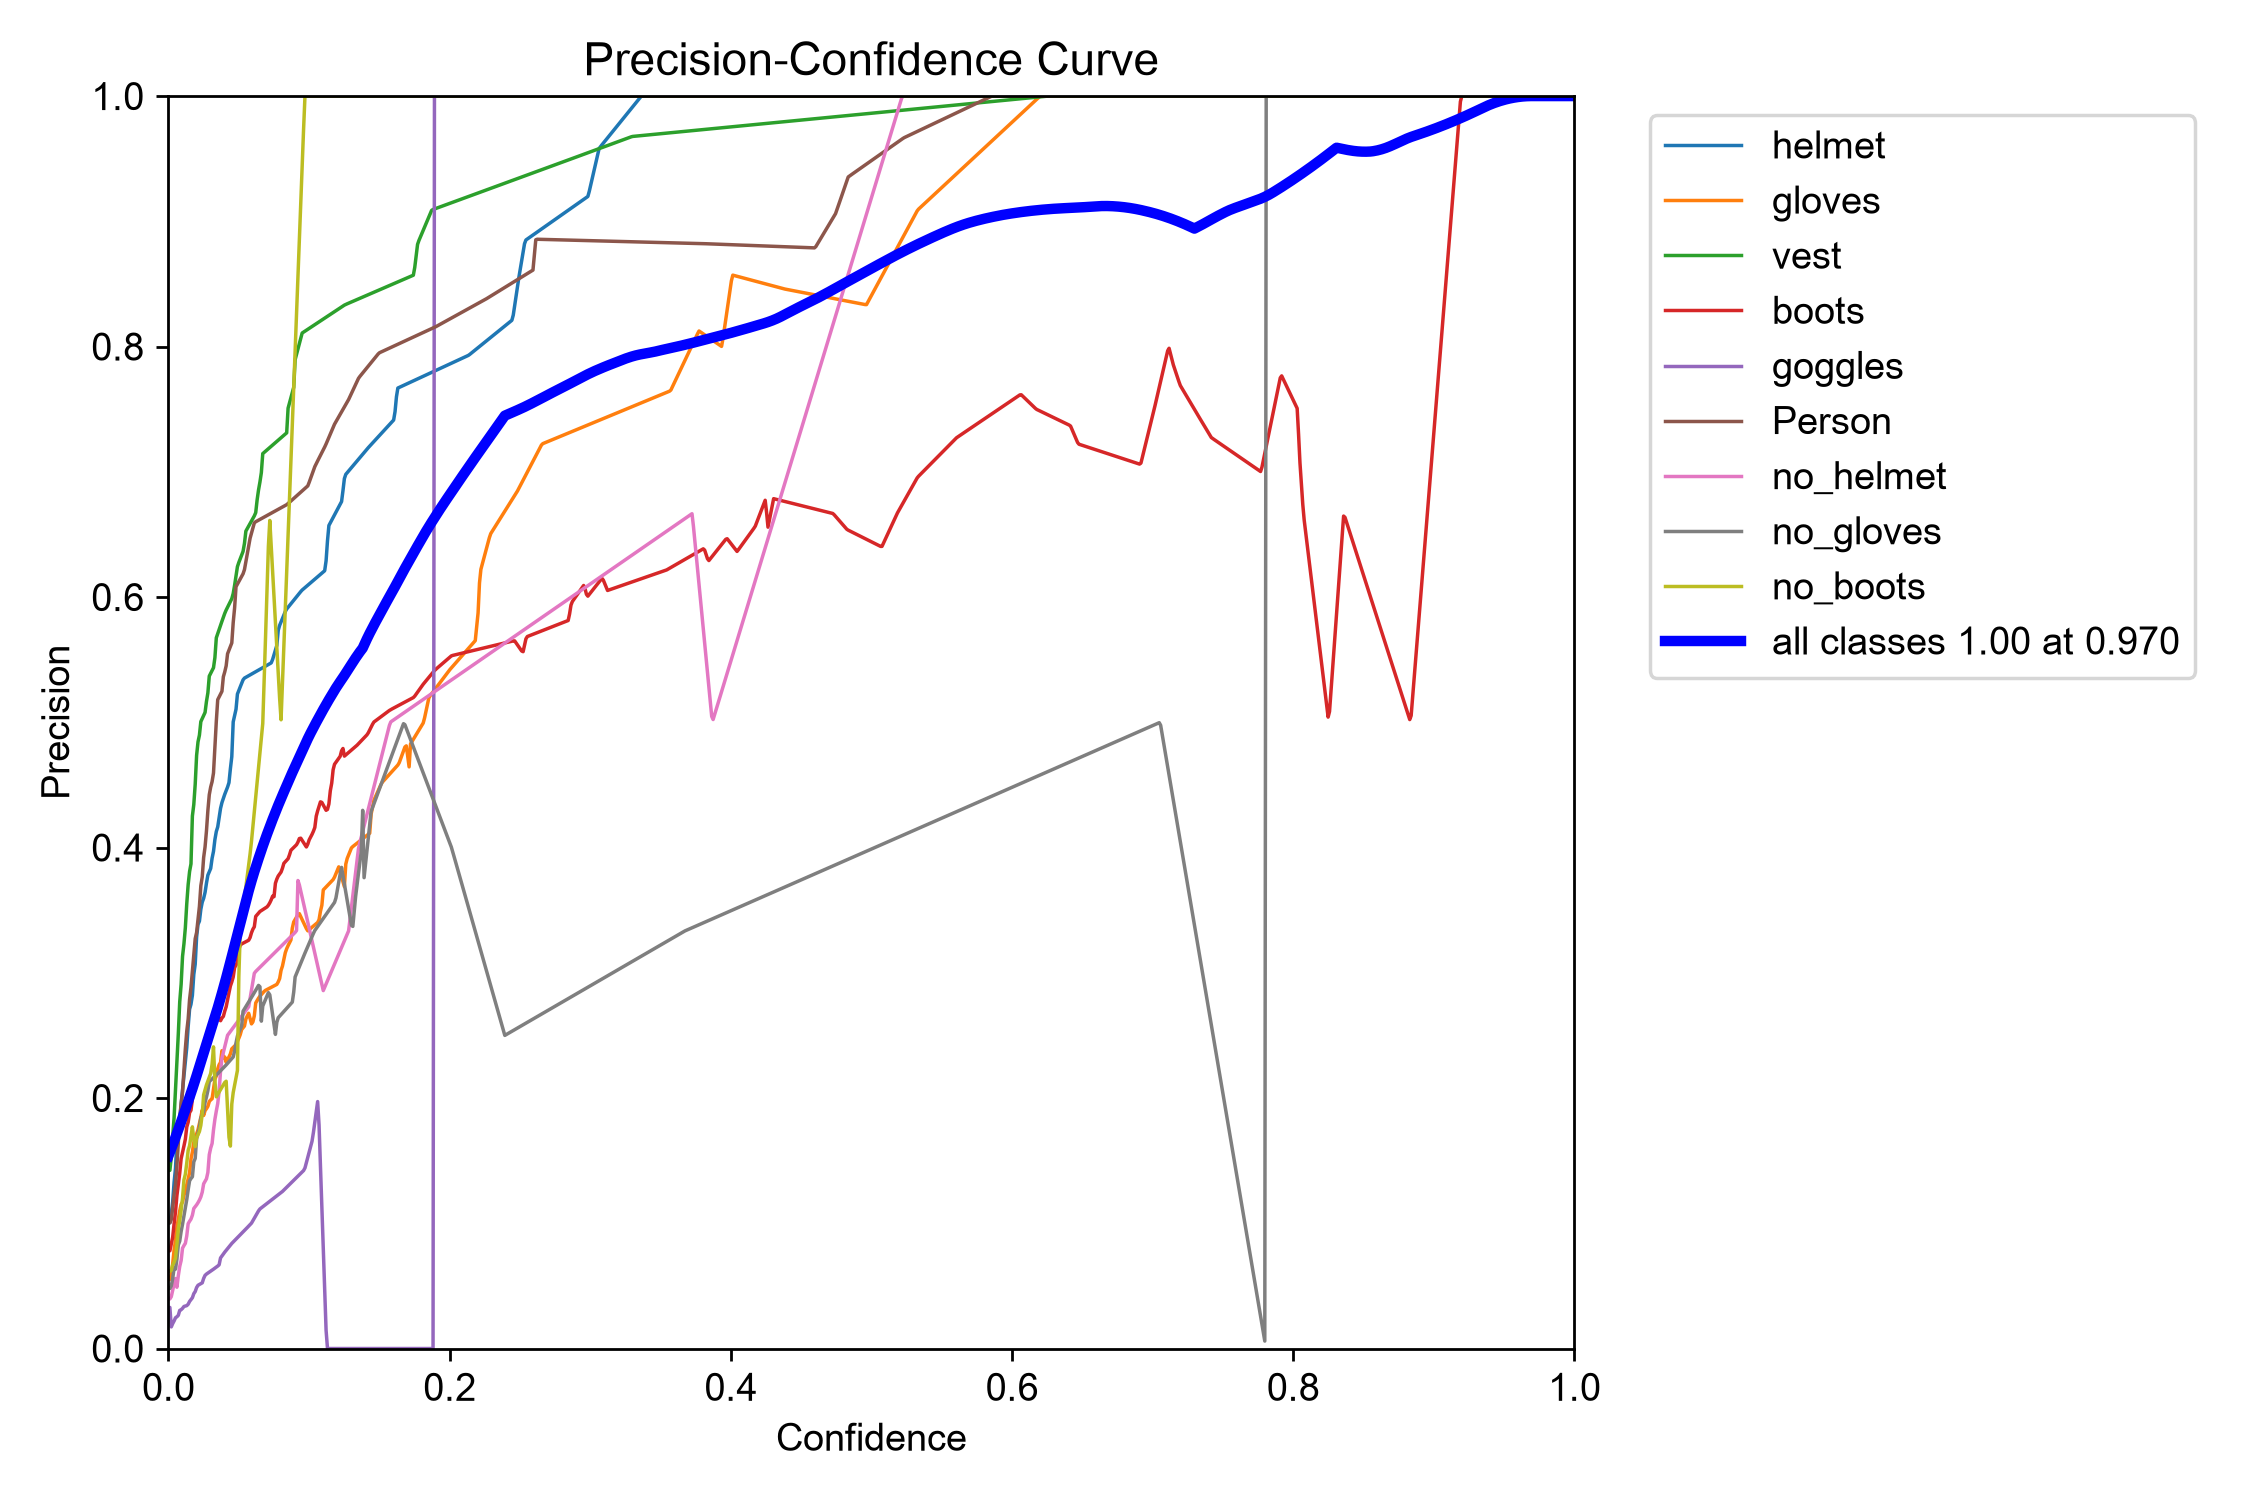 Precision-Confidence Curve
1.0
0.8
0.6
0.4
0.2
0.0
Precision
0.0 0.2 0.4 0.6 0.8 1.0
Confidence
helmet
gloves
vest
boots
goggles
Person
no_helmet
no_gloves
no_boots
all classes 1.00 at 0.970